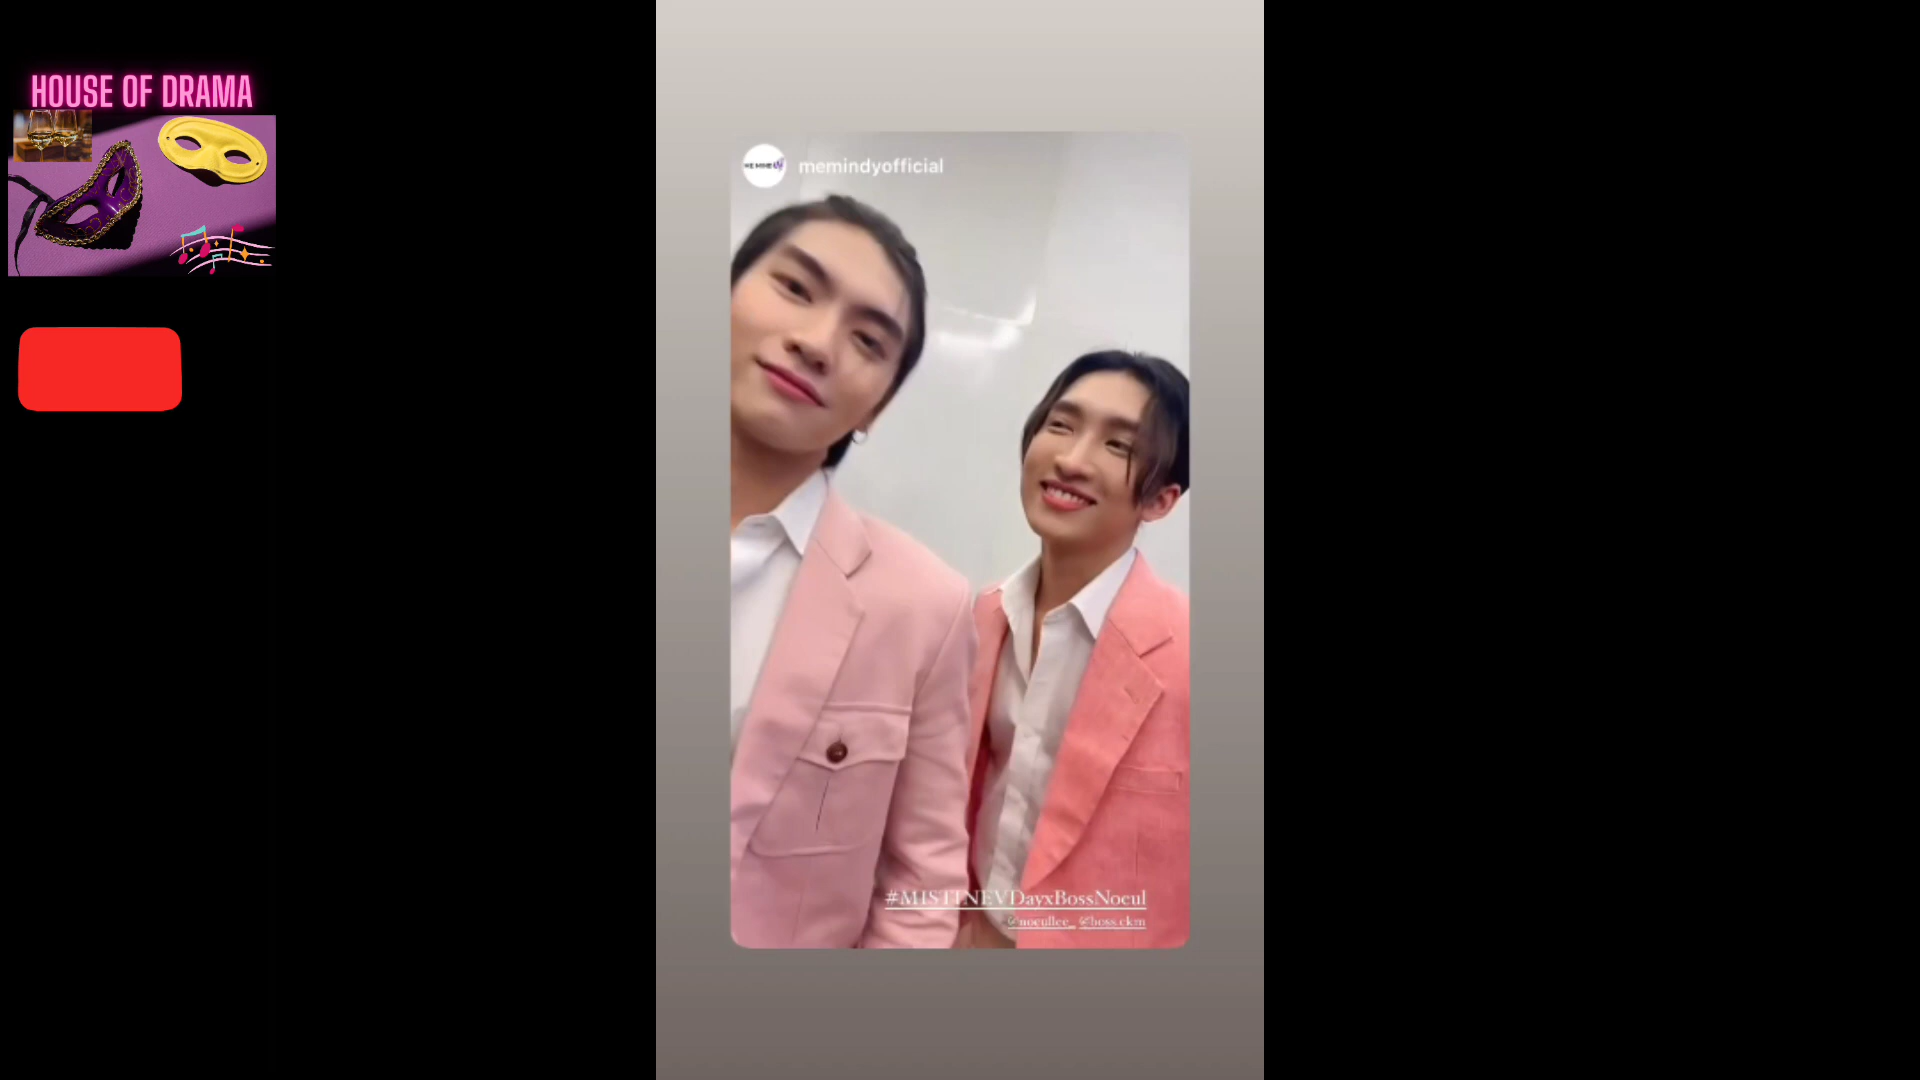 HOUSE OF DRAMA
memindyofficial
#MISTINEVDayxBossNoeul
@noeullee_ @boss.ckm